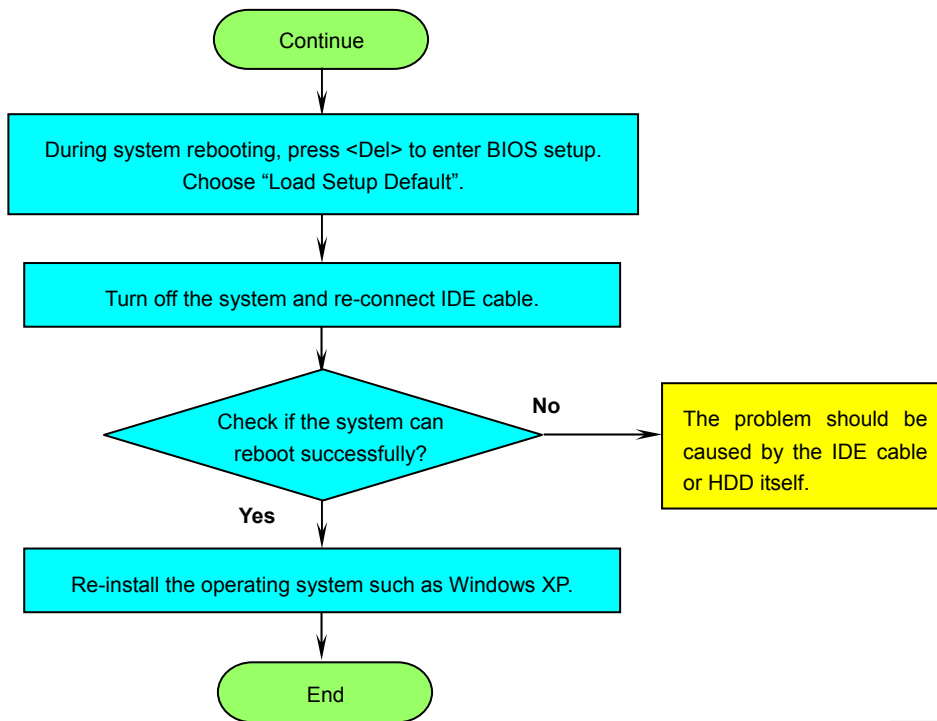 Continue
During system rebooting, press <Del> to enter BIOS setup.
Choose “Load Setup Default”.
Turn off the system and re-connect IDE cable.
Check if the system can
reboot successfully?
No
The problem should be
caused by the IDE cable
or HDD itself.
Yes
Re-install the operating system such as Windows XP.
End